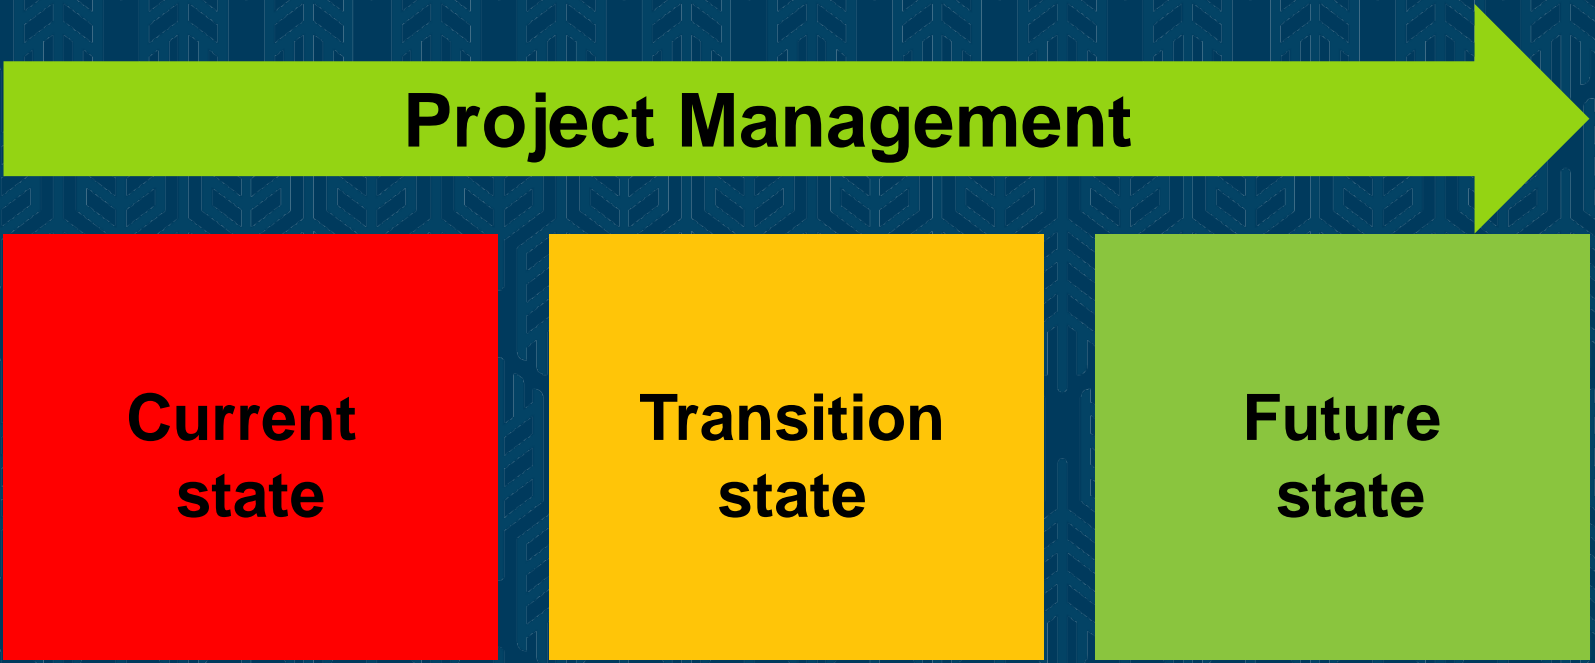 Project Management
Current
state
Transition
state
Future
state